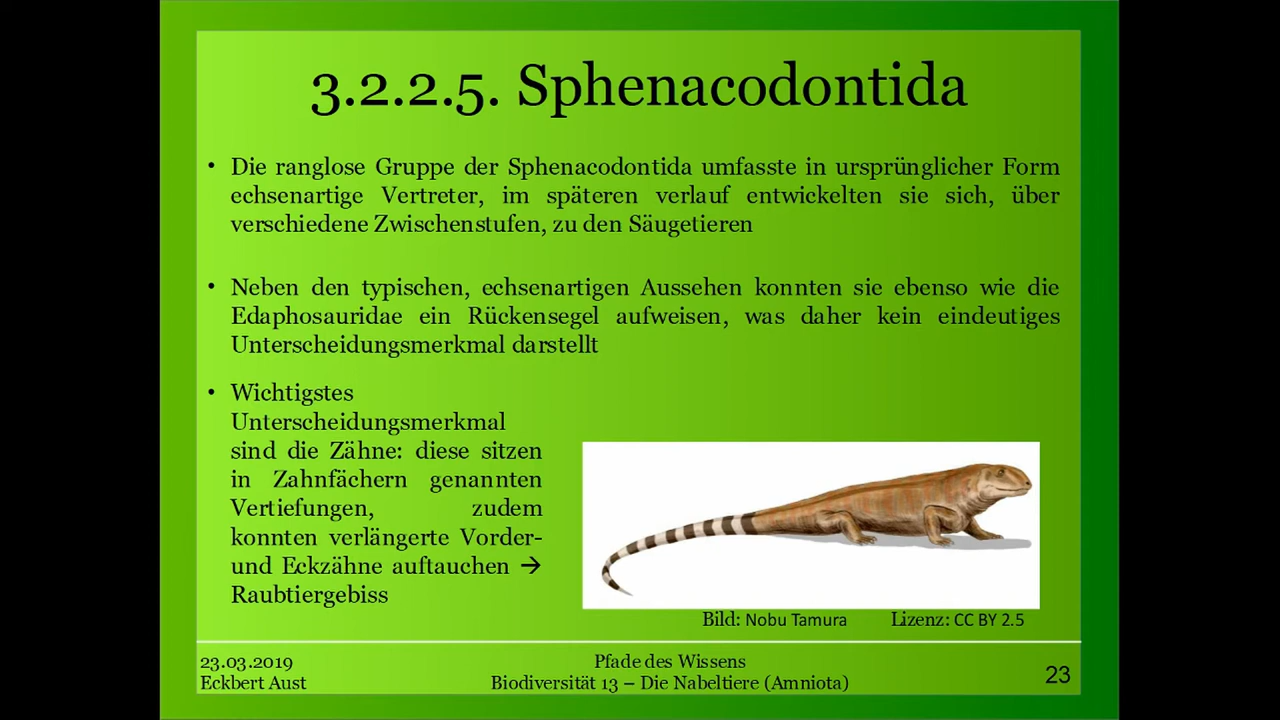 3.2.2.5. Sphenacodontida
• Die ranglose Gruppe der Sphenacodontida umfasste in ursprünglicher Form
echsenartige Vertreter, im späteren verlauf entwickelten sie sich, über
verschiedene Zwischenstufen, zu den Säugetieren
• Neben den typischen, echsenartigen Aussehen konnten sie ebenso wie die
Edaphosauridae ein Rückensegel aufweisen, was daher kein eindeutiges
Unterscheidungsmerkmal darstellt
• Wichtigstes
Unterscheidungsmerkmal
sind die Zähne: diese sitzen
in Zahnfächern genannten
Vertiefungen, zudem
konnten verlängerte Vorder-
und Eckzähne auftauchen →
Raubtiergebiss
Bild: Nobu Tamura Lizenz: CC BY 2.5
23.03.2019
Eckbert Aust
Pfade des Wissens
Biodiversität 13 – Die Nabeltiere (Amniota)
23